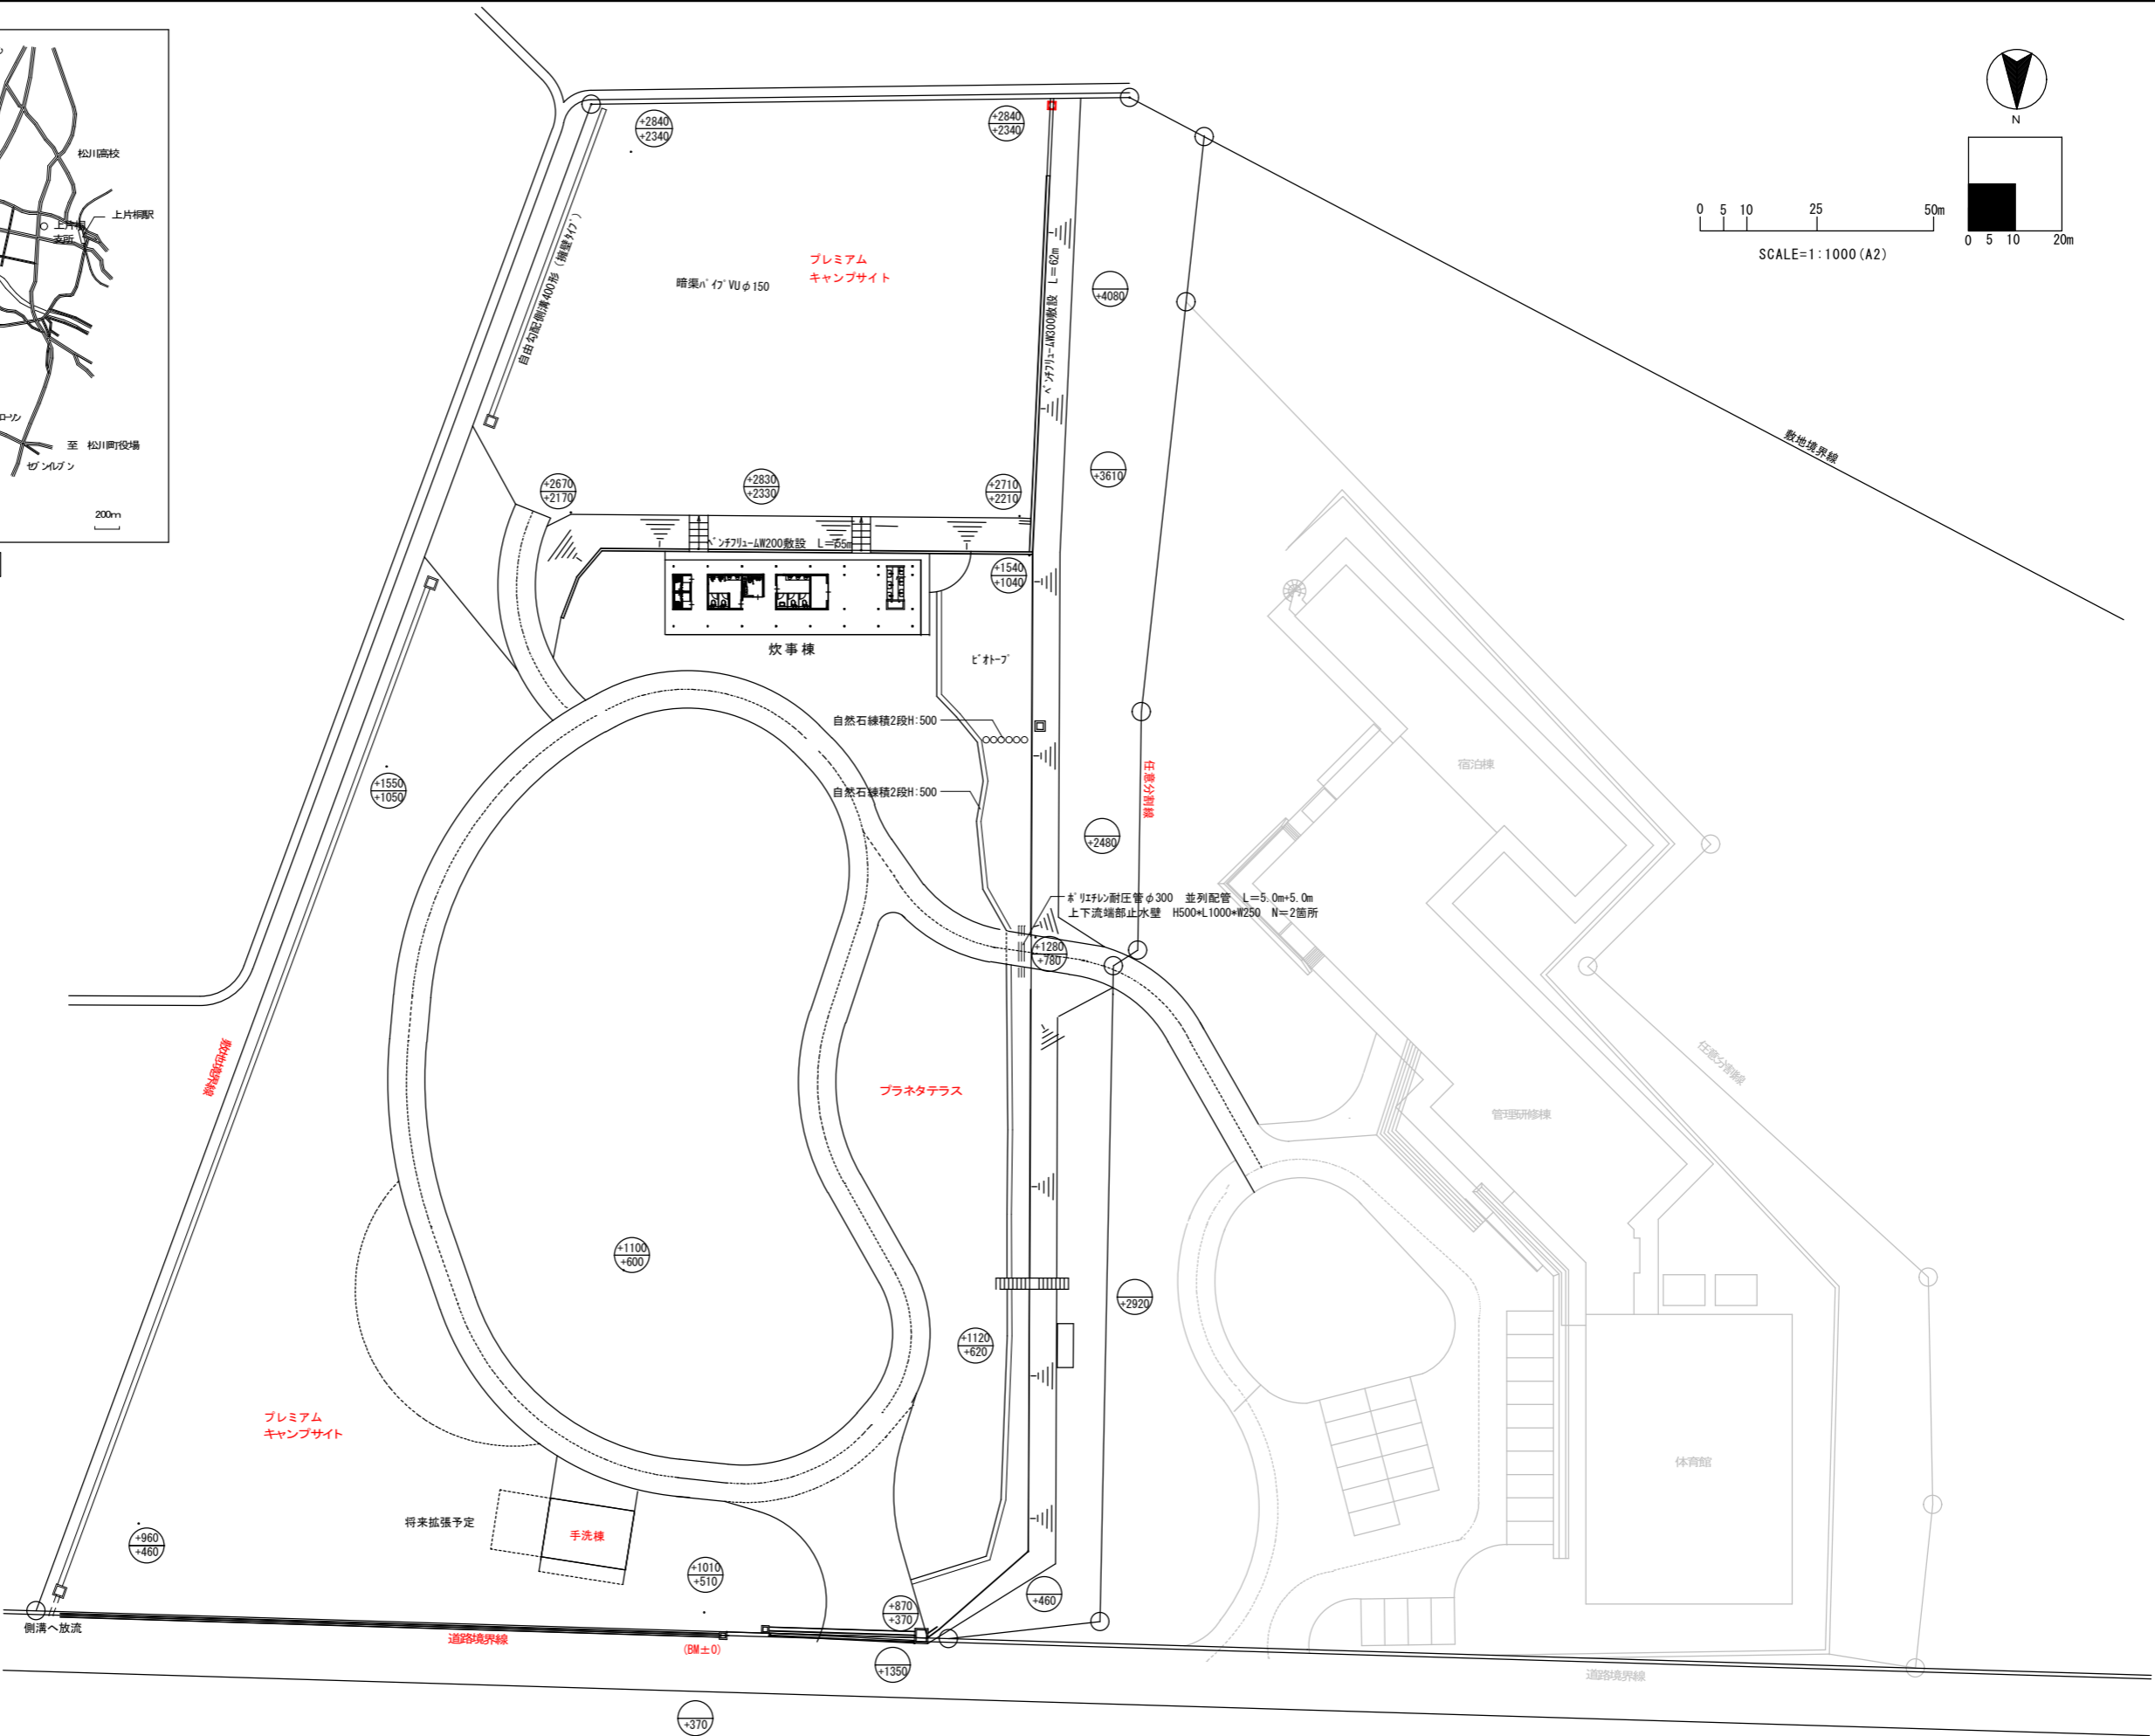 松川高校
上片桐駅
上片桐
支所
至 松川町役場
200m
N
0 5 10 25 50m
SCALE=1:1000(A2)
0 5 10 20m
+2840
+2340
+2840
+2340
自由勾配側溝400形（擁壁ﾀｲﾌﾟ）
暗渠ﾊﾟｲﾌﾟVUφ150
プレミアム
キャンプサイト
ﾍﾞﾝﾁﾌﾘｭｰﾑW300敷設 L=62m
+4080
+3610
敷地境界線
+2670
+2170
+2830
+2330
+2710
+2210
ﾍﾞﾝﾁﾌﾘｭｰﾑW200敷設 L=55m
+1540
+1040
炊事棟
ﾋﾞｵﾄｰﾌﾟ
自然石練積2段H:500
自然石練積2段H:500
+1550
+1050
任意分割線
+2480
宿泊棟
ﾎﾟﾘｴﾁﾚﾝ耐圧管φ300 並列配管 L=5.0m+5.0m
上下流端部止水壁 H500*L1000*W250 N=2箇所
+1280
+780
敷地境界線
プラネタテラス
任意分割線
管理研修棟
+1100
+600
+2920
+1120
+620
プレミアム
キャンプサイト
体育館
将来拡張予定
手洗棟
+960
+460
+1010
+510
+870
+370
+460
側溝へ放流
道路境界線
(BM±0)
+1350
道路境界線
+370